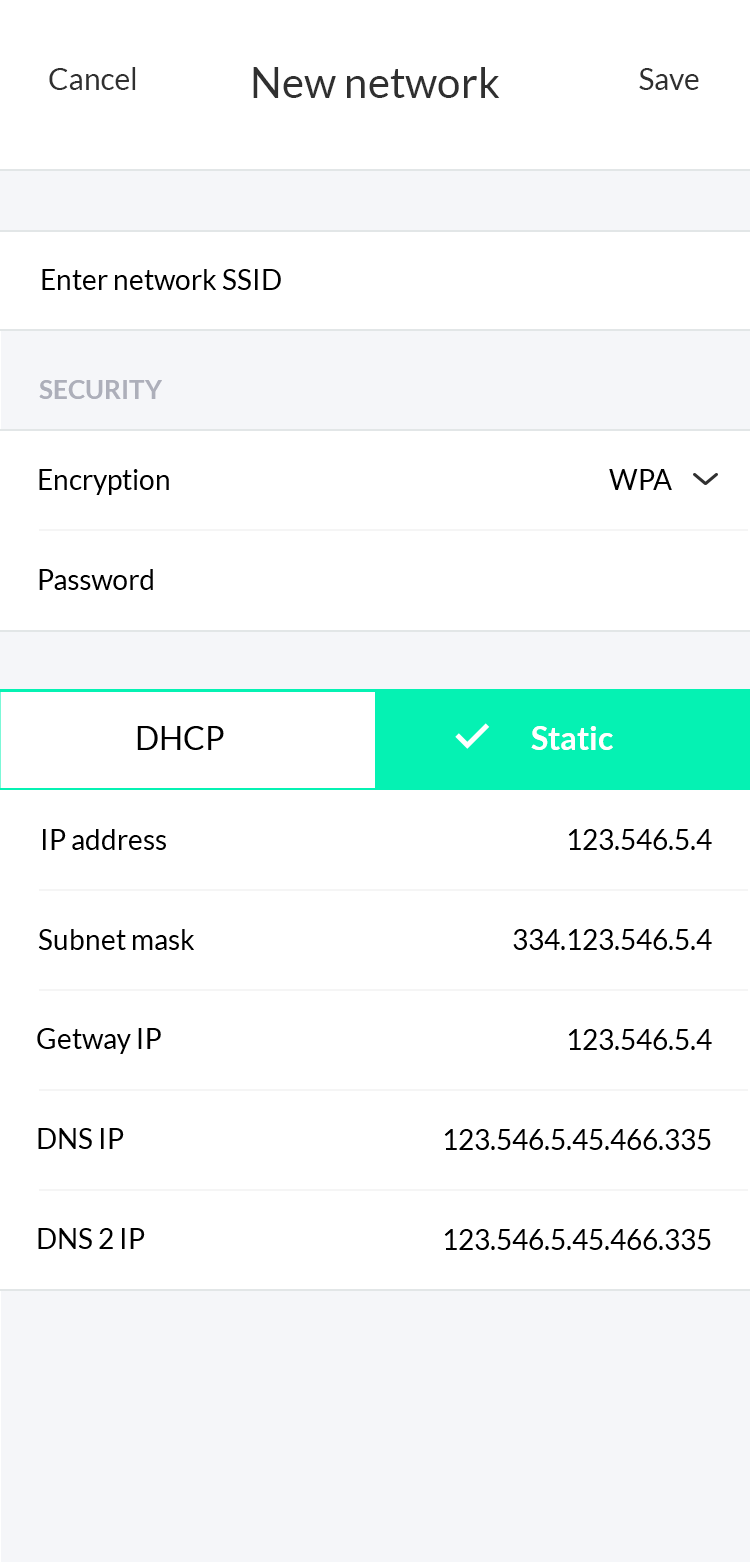 Cancel New network Save
Enter network SSID
SECURITY
Encryption WPA
Password
DHCP Static
IP address 123.546.5.4
Subnet mask 334.123.546.5.4
Getway IP 123.546.5.4
DNS IP 123.546.5.45.466.335
DNS 2 IP 123.546.5.45.466.335